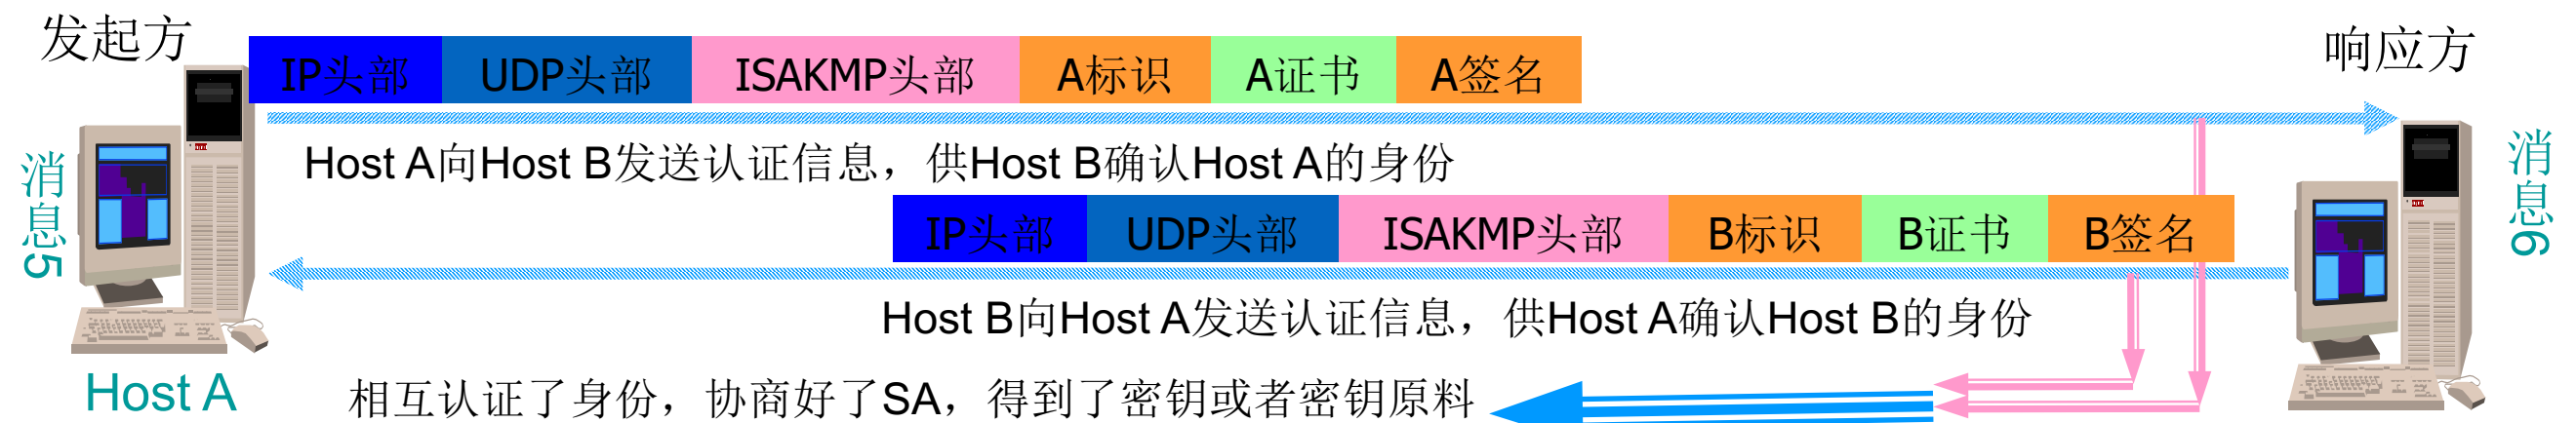 发起方
响应方
IP头部 UDP头部 ISAKMP头部 A标识 A证书 A签名
消息5
消息6
Host A向Host B发送认证信息，供Host B确认Host A的身份
IP头部 UDP头部 ISAKMP头部 B标识 B证书 B签名
Host B向Host A发送认证信息，供Host A确认Host B的身份
Host A
相互认证了身份，协商好了SA，得到了密钥或者密钥原料